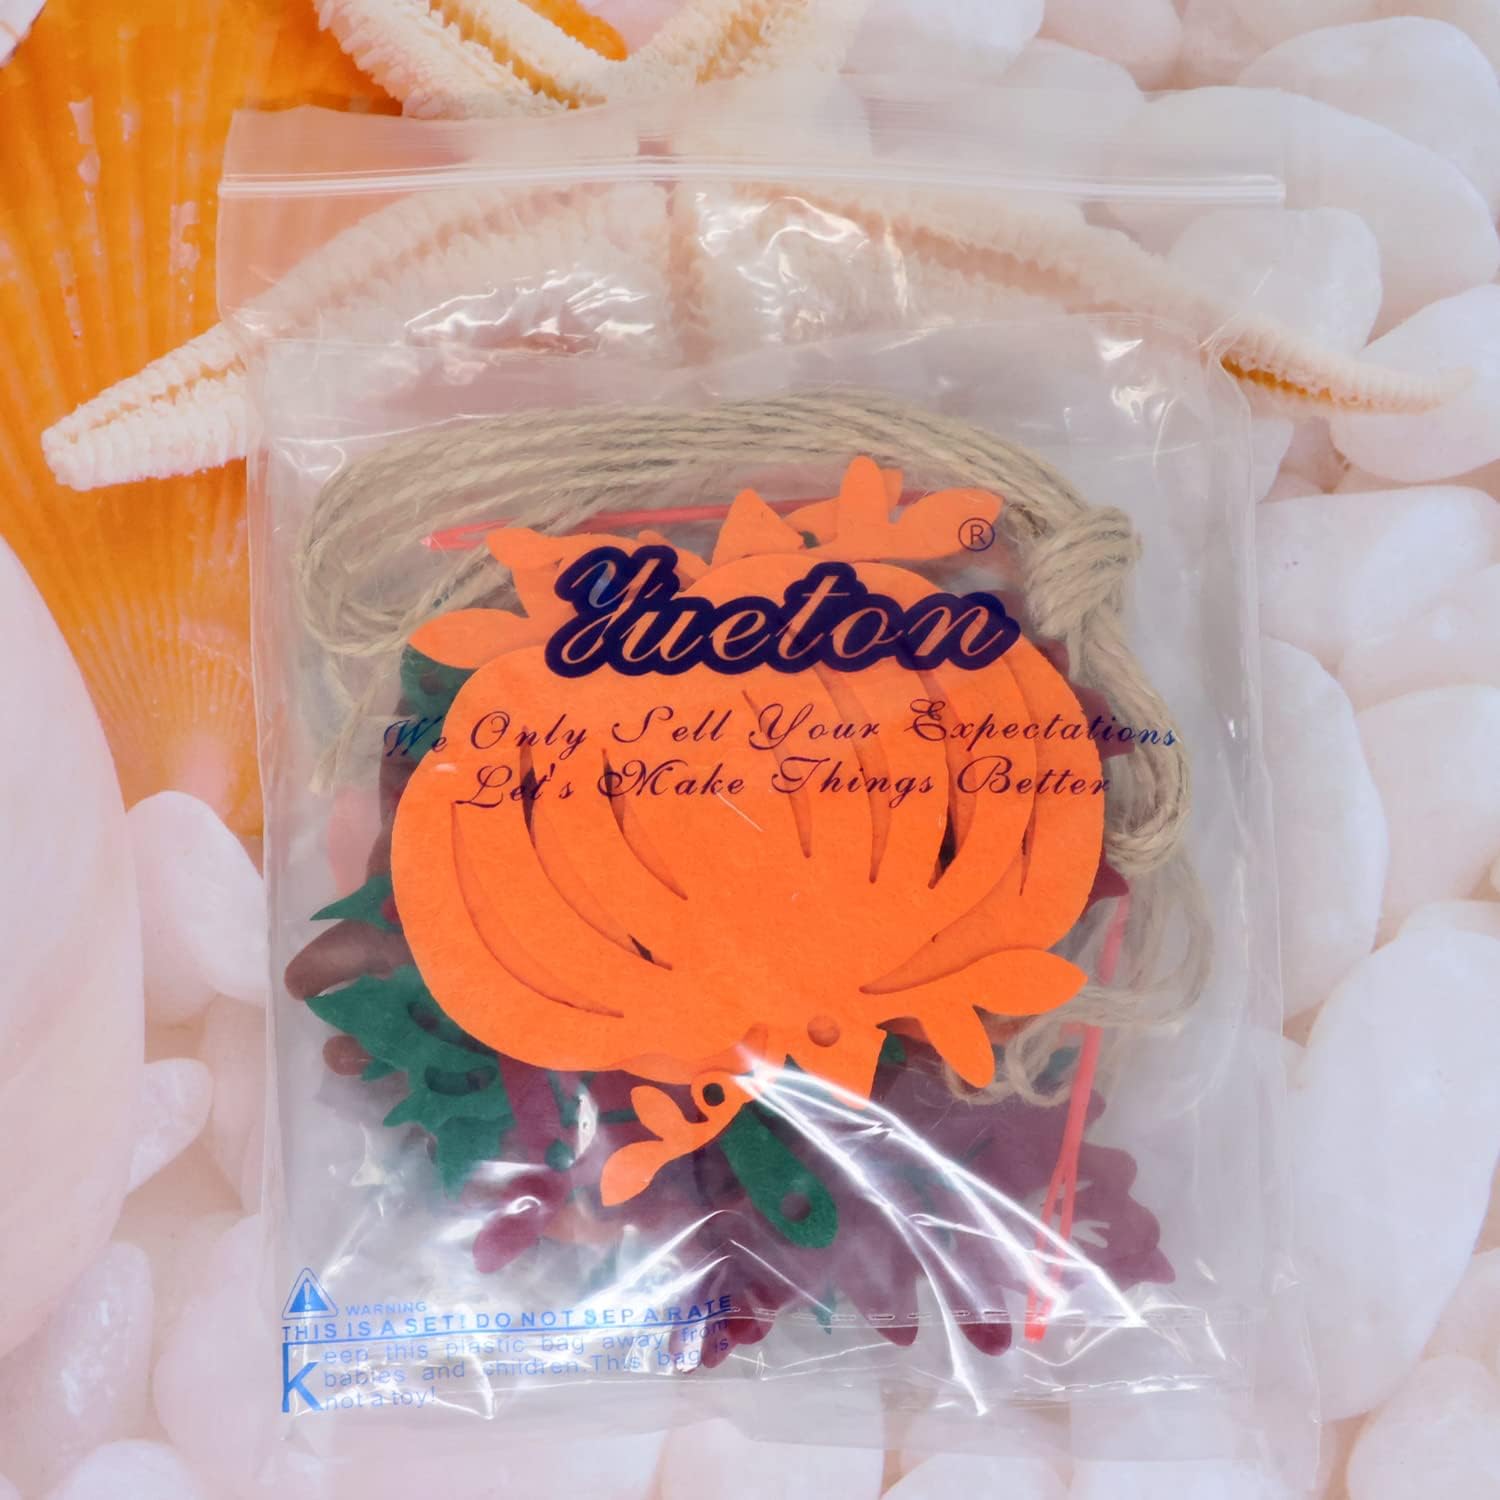 Yueton ®
We Only Sell Your Expectations
Let's Make Things Better
WARNING
THIS IS A SET! DO NOT SEPARATE
Keep this plastic bag away from
babies and children.This bag is
not a toy!